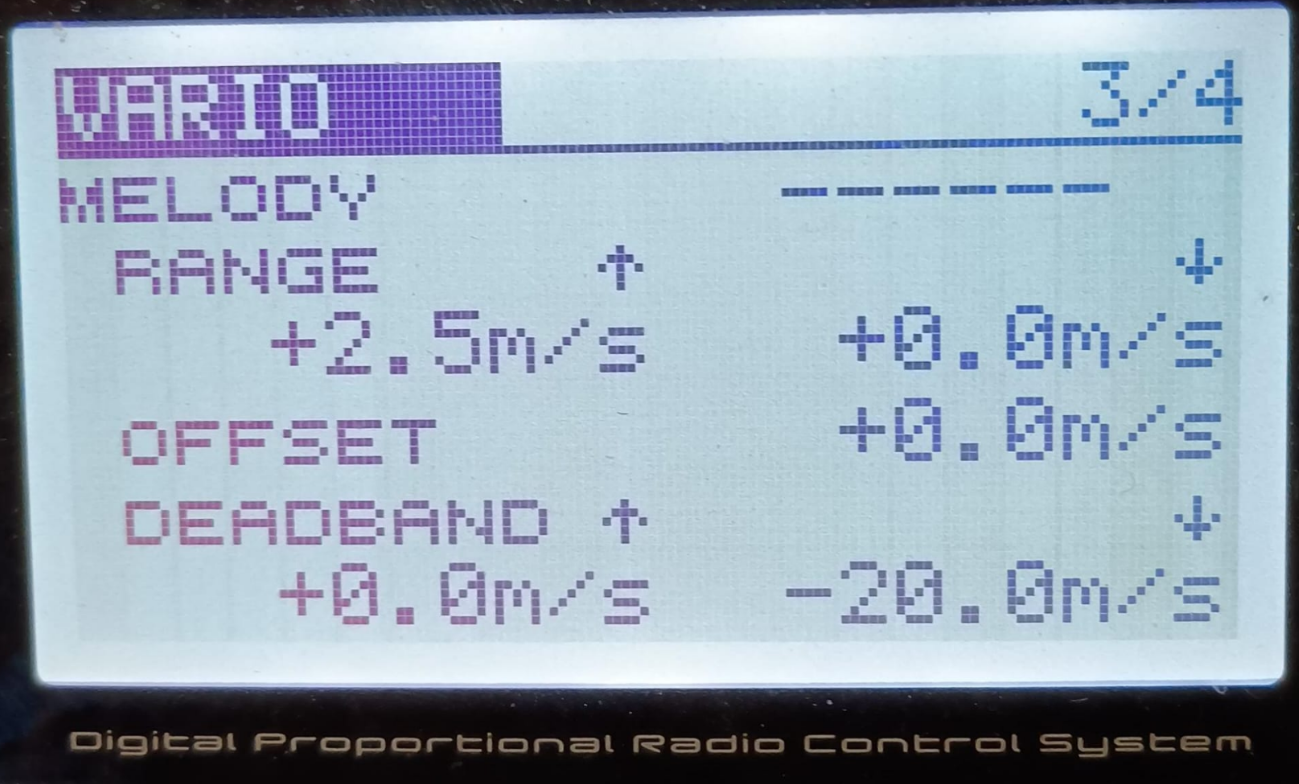 VARIO 3/4
MELODY ------
RANGE ↑ ↓
+2.5m/s +0.0m/s
OFFSET +0.0m/s
DEADBAND ↑ ↓
+0.0m/s -20.0m/s
Digital Proportional Radio Control System